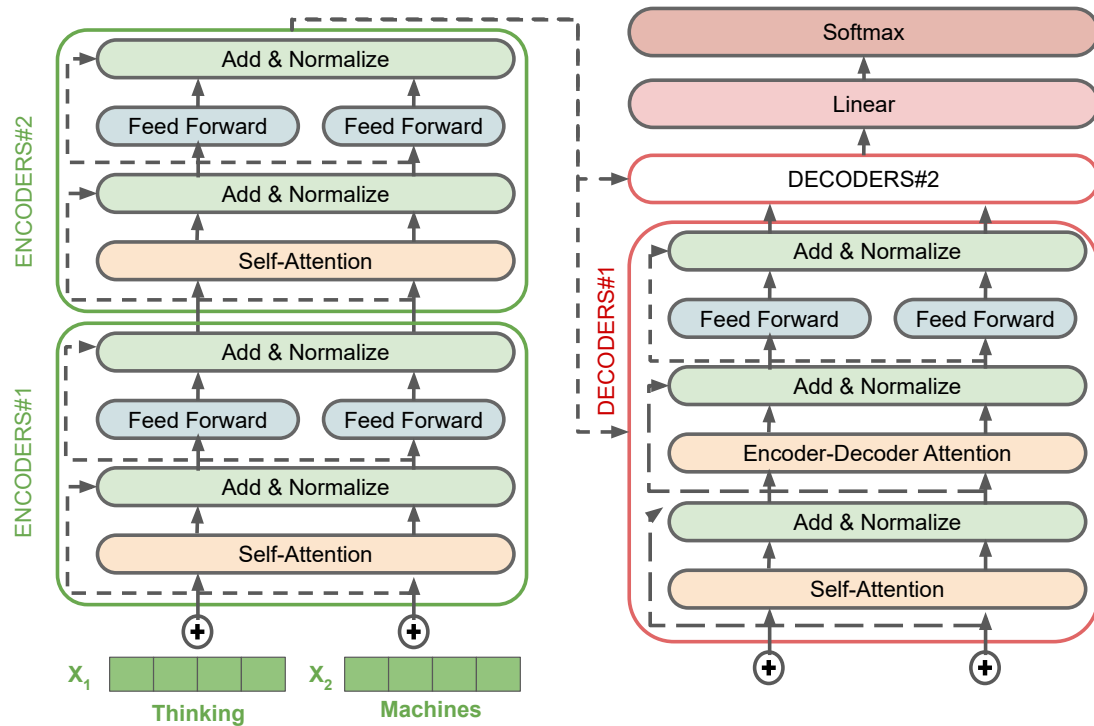 ENCODERS#2
Add & Normalize
Feed Forward
Feed Forward
Add & Normalize
Self-Attention
ENCODERS#1
Add & Normalize
Feed Forward
Feed Forward
Add & Normalize
Self-Attention
X1
X2
Thinking
Machines
Softmax
Linear
DECODERS#2
DECODERS#1
Add & Normalize
Feed Forward
Feed Forward
Add & Normalize
Encoder-Decoder Attention
Add & Normalize
Self-Attention